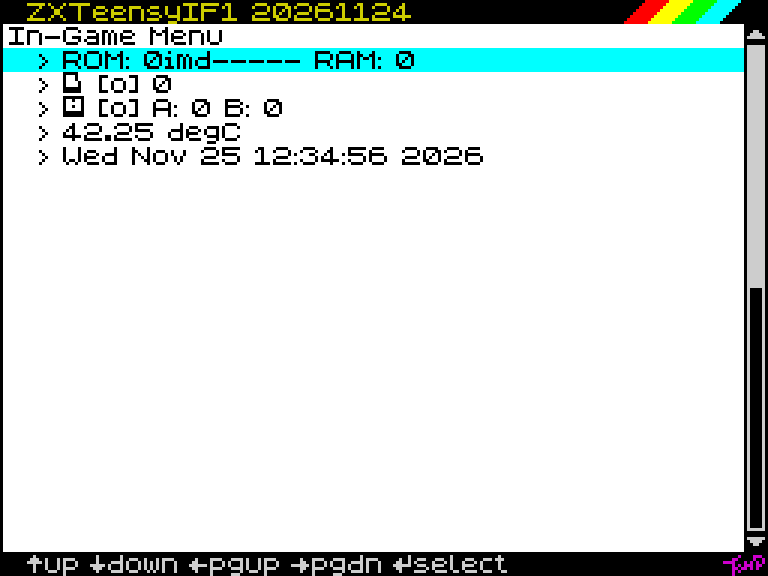 ZXTeensyIF1 20261124
In-Game Menu
> ROM: 0imd----- RAM: 0
> [o] 0
> [o] A: 0 B: 0
> 42.25 degC
> Wed Nov 25 12:34:56 2026
↑up ↓down ←pgup →pgdn ↵select